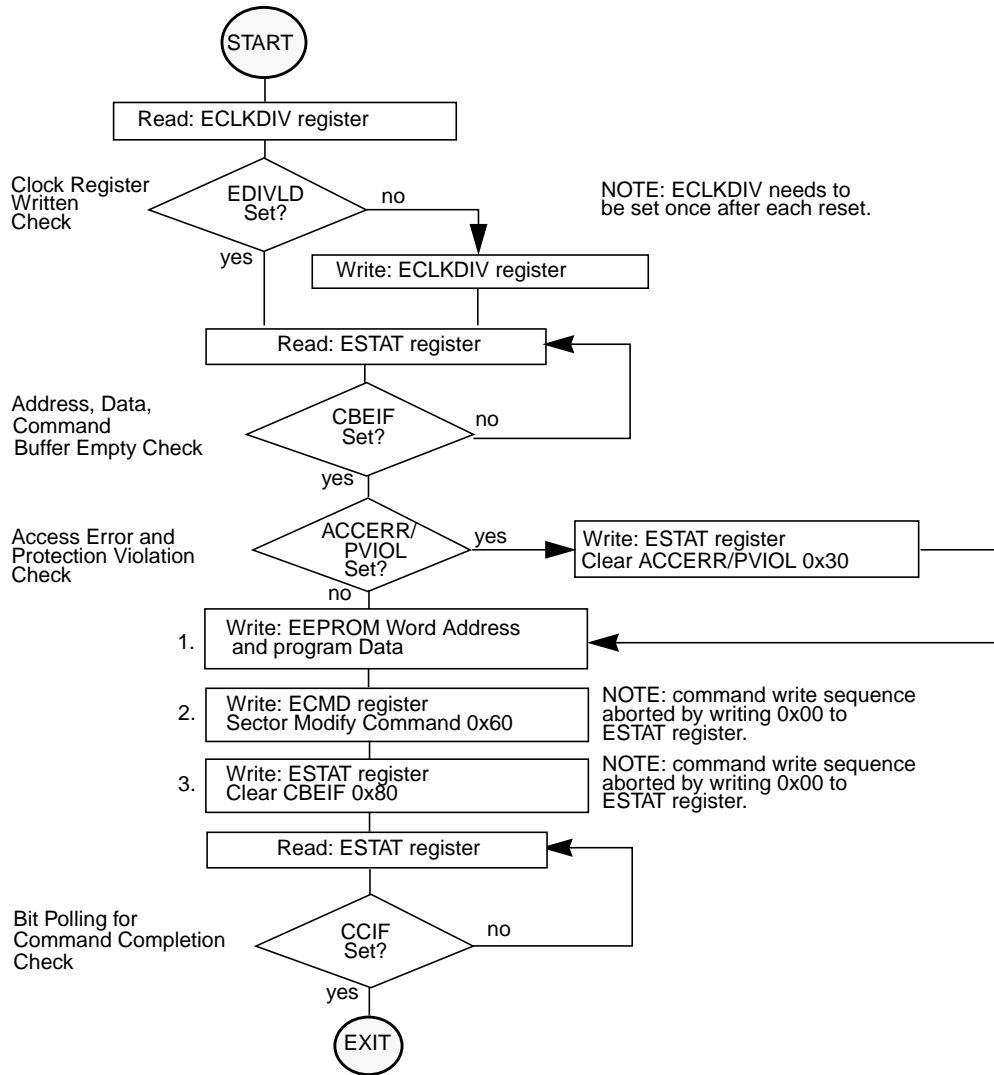 START
Read: ECLKDIV register
Clock Register
Written
Check
EDIVLD
Set?
no
yes
NOTE: ECLKDIV needs to
be set once after each reset.
Write: ECLKDIV register
Read: ESTAT register
Address, Data,
Command
Buffer Empty Check
CBEIF
Set?
no
yes
Access Error and
Protection Violation
Check
ACCERR/
PVIOL
Set?
yes
no
Write: ESTAT register
Clear ACCERR/PVIOL 0x30
1.
Write: EEPROM Word Address
and program Data
2.
Write: ECMD register
Sector Modify Command 0x60
NOTE: command write sequence
aborted by writing 0x00 to
ESTAT register.
3.
Write: ESTAT register
Clear CBEIF 0x80
NOTE: command write sequence
aborted by writing 0x00 to
ESTAT register.
Read: ESTAT register
Bit Polling for
Command Completion
Check
CCIF
Set?
no
yes
EXIT